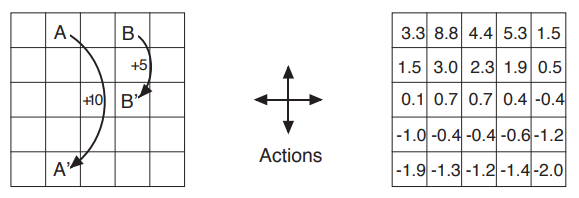 A B
+5
+10 B'
A'
Actions
3.3 8.8 4.4 5.3 1.5
1.5 3.0 2.3 1.9 0.5
0.1 0.7 0.7 0.4 -0.4
-1.0 -0.4 -0.4 -0.6 -1.2
-1.9 -1.3 -1.2 -1.4 -2.0